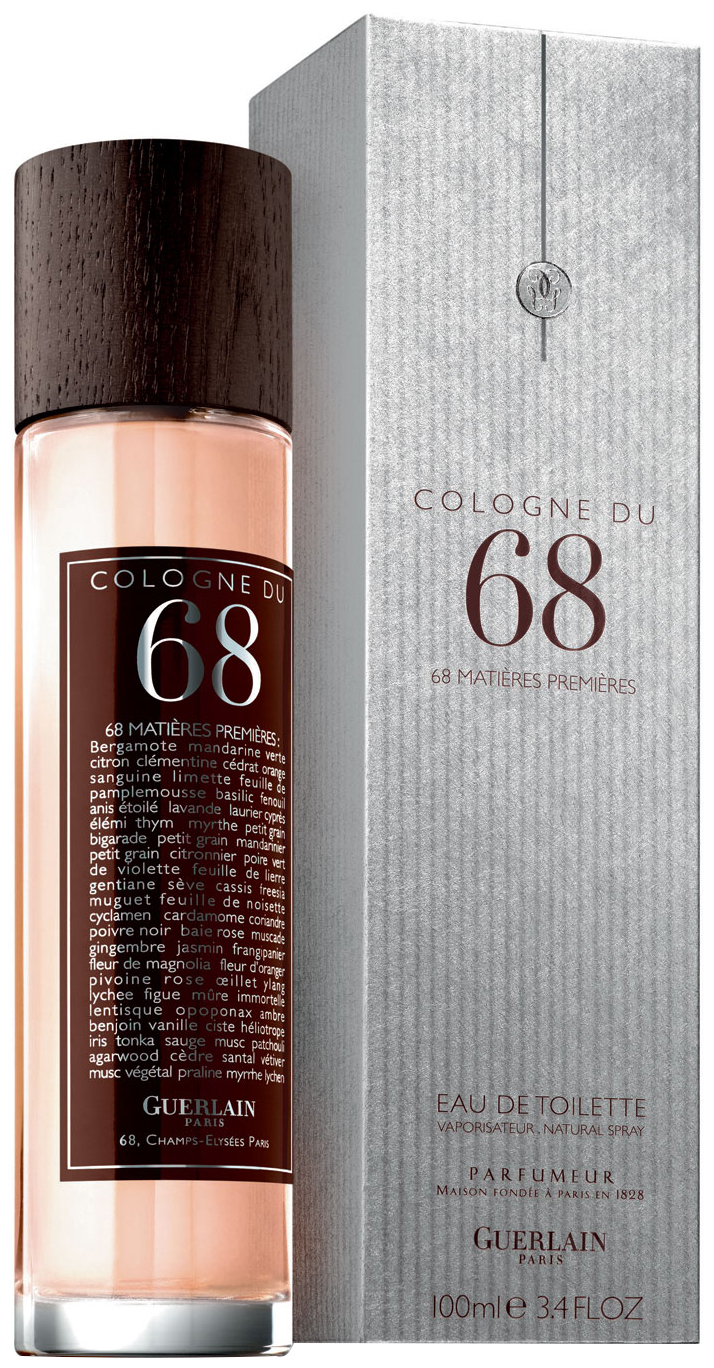 COLOGNE DU
68
68 MATIÈRES PREMIÈRES :
Bergamote mandarine verte
citron clémentine cédrat orange
sanguine limette feuille de
pamplemousse basilic fenouil
anis étoilé lavande laurier cyprès
élémi thym myrthe petit grain
bigarade petit grain mandarinier
petit grain citronnier poire vert
de violette feuille de lierre
gentiane sève cassis freesia
muguet feuille de noisette
cyclamen cardamome coriandre
poivre noir baie rose muscade
gingembre jasmin frangipanier
fleur de magnolia fleur d'oranger
pivoine rose œillet ylang
lychee figue mûre immortelle
lentisque opoponax ambre
benjoin vanille ciste héliotrope
iris tonka sauge musc patchouli
agarwood cèdre santal vétiver
musc végétal praline myrrhe lychen
GUERLAIN
PARIS
68, CHAMPS-ELYSÉES PARIS
COLOGNE DU
68
68 MATIÈRES PREMIÈRES
EAU DE TOILETTE
VAPORISATEUR . NATURAL SPRAY
PARFUMEUR
MAISON FONDÉE À PARIS EN 1828
GUERLAIN
PARIS
100ml e 3.4 FL.OZ